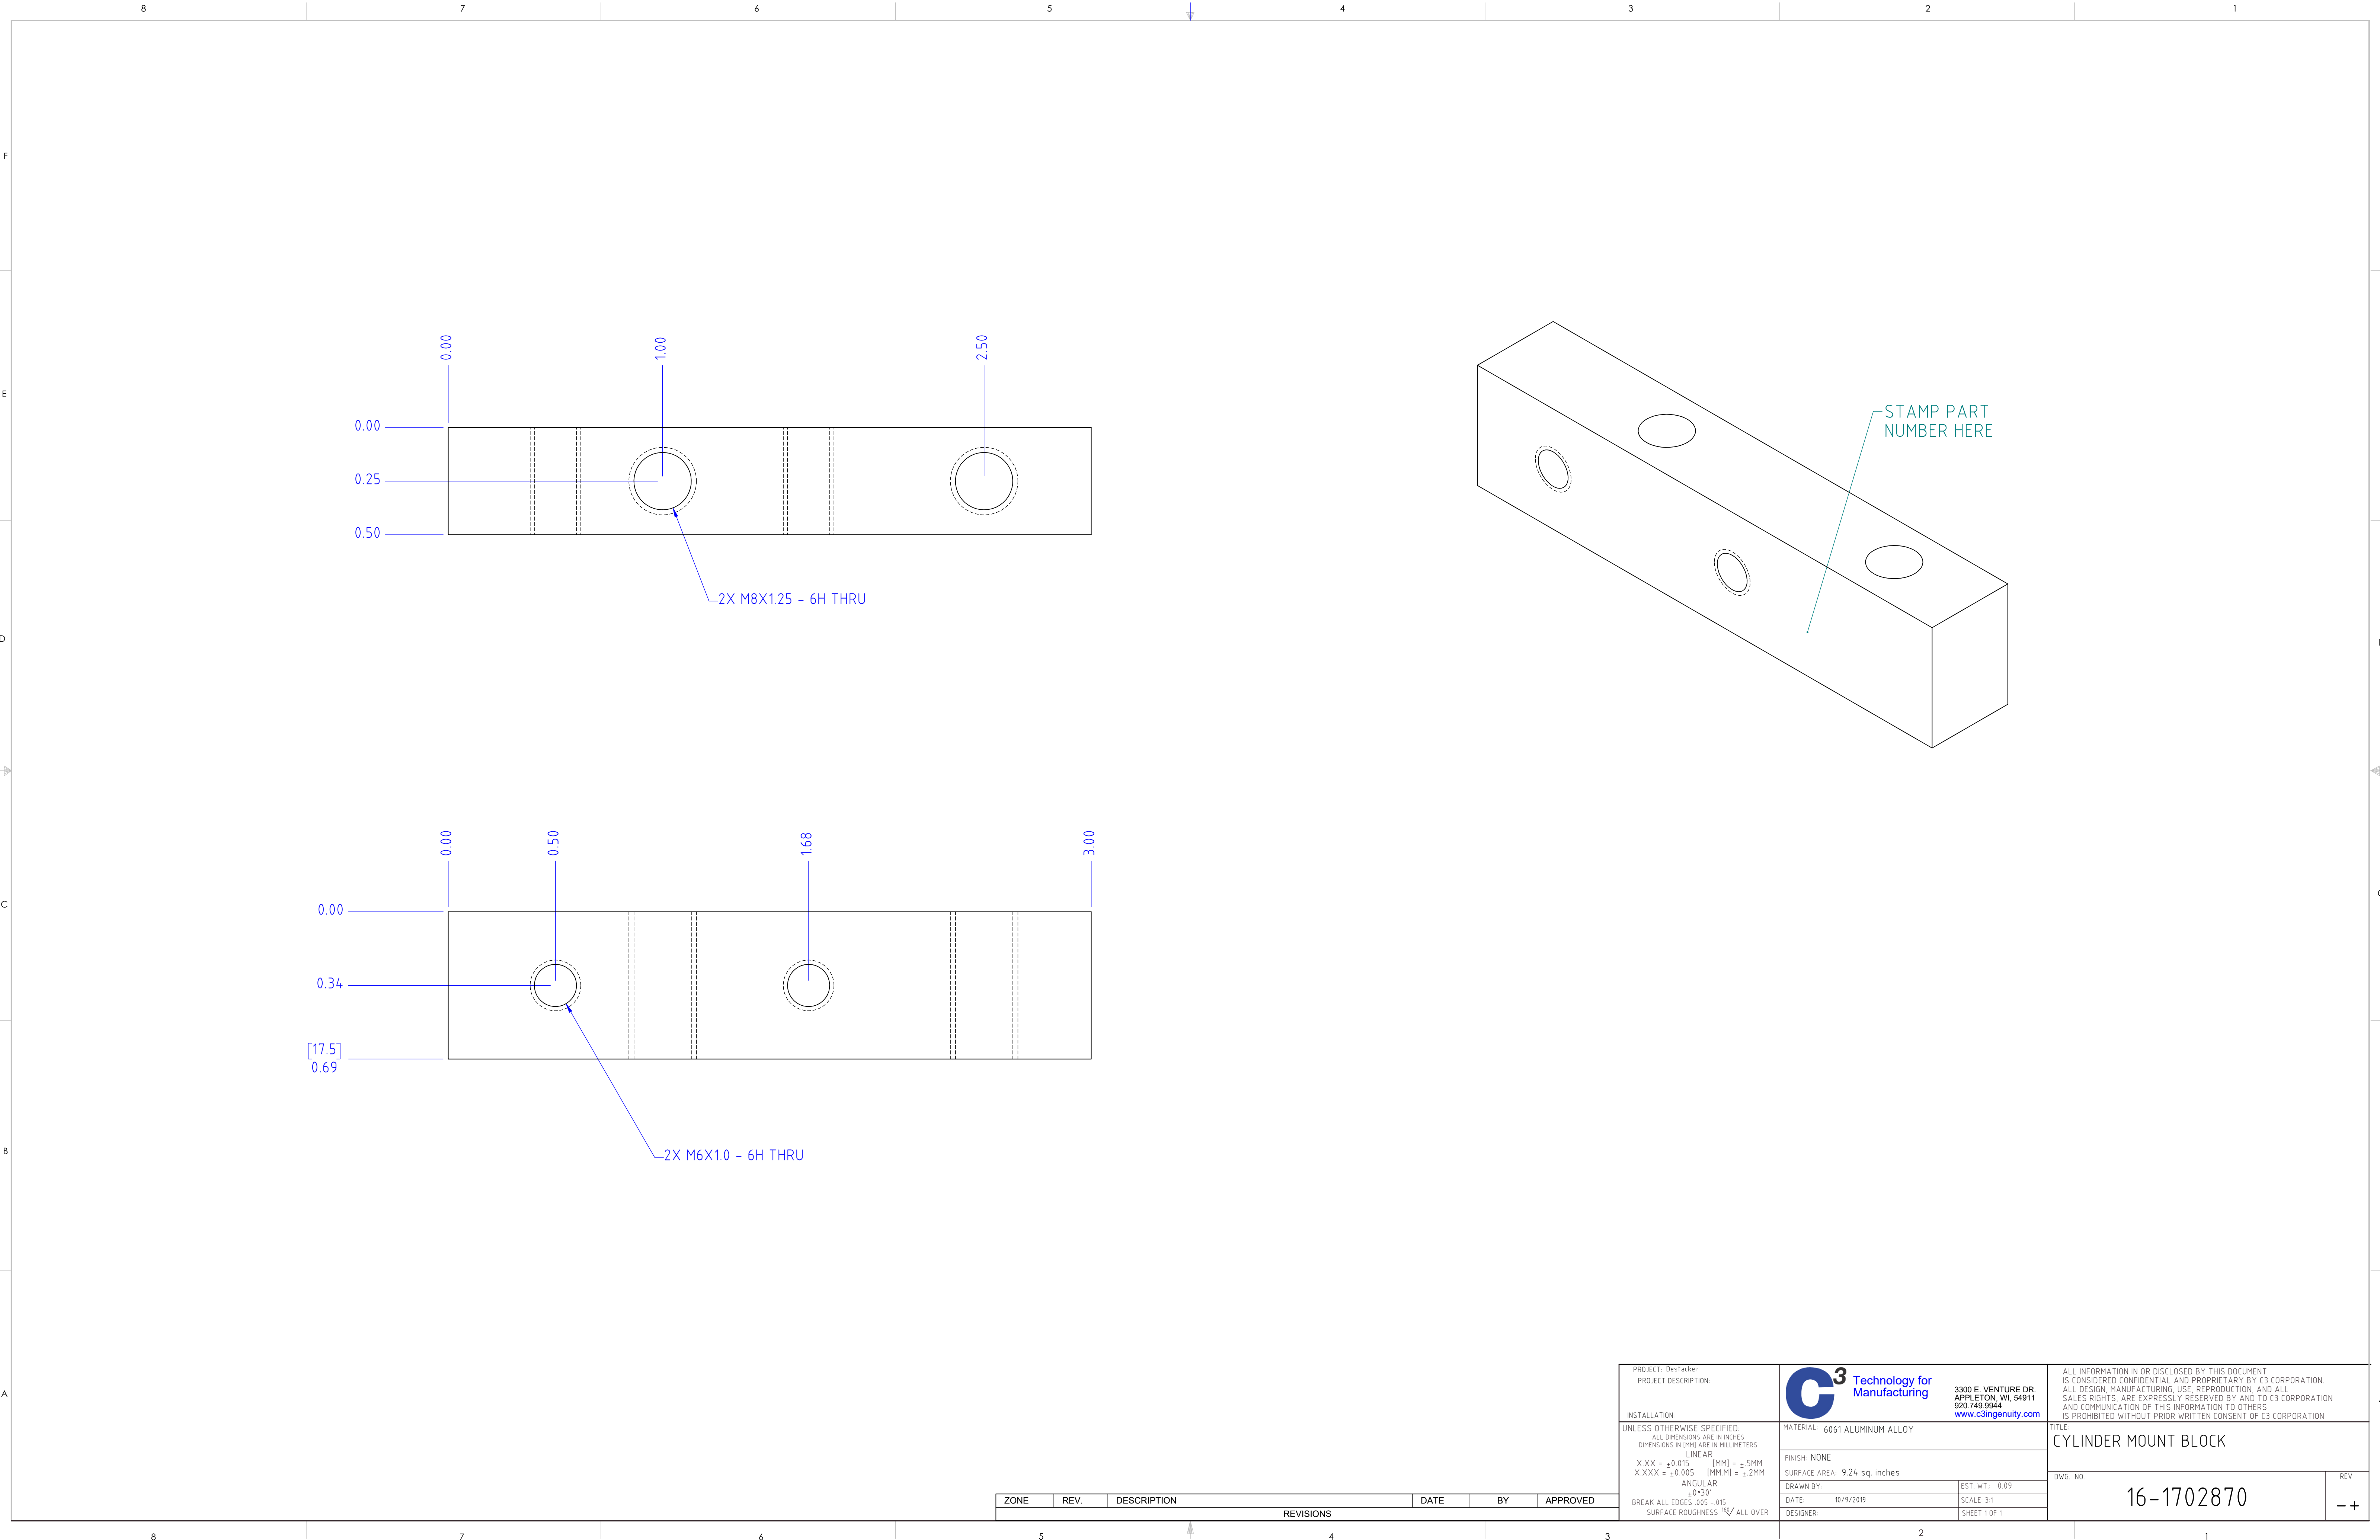 8 7 6 5 4 3 2 1
F
E
D
C
B
A
0.00
1.00
2.50
0.00
0.25
0.50
2X M8X1.25 - 6H THRU
STAMP PART
NUMBER HERE
0.00
0.50
1.68
3.00
0.00
0.34
[17.5]
0.69
2X M6X1.0 - 6H THRU
PROJECT: Destacker
PROJECT DESCRIPTION:
INSTALLATION:
C3 Technology for
Manufacturing
3300 E. VENTURE DR.
APPLETON, WI, 54911
920.749.9944
www.c3ingenuity.com
ALL INFORMATION IN OR DISCLOSED BY THIS DOCUMENT
IS CONSIDERED CONFIDENTIAL AND PROPRIETARY BY C3 CORPORATION.
ALL DESIGN, MANUFACTURING, USE, REPRODUCTION, AND ALL
SALES RIGHTS, ARE EXPRESSLY RESERVED BY AND TO C3 CORPORATION
AND COMMUNICATION OF THIS INFORMATION TO OTHERS
IS PROHIBITED WITHOUT PRIOR WRITTEN CONSENT OF C3 CORPORATION
UNLESS OTHERWISE SPECIFIED:
ALL DIMENSIONS ARE IN INCHES
DIMENSIONS IN [MM] ARE IN MILLIMETERS
LINEAR
X.XX = ±0.015 [MM] = ±.5MM
X.XXX = ±0.005 [MM.M] = ±.2MM
ANGULAR
±0°30'
BREAK ALL EDGES .005 -.015
SURFACE ROUGHNESS 160 ALL OVER
MATERIAL: 6061 ALUMINUM ALLOY
FINISH: NONE
SURFACE AREA: 9.24 sq. inches
DRAWN BY:
EST. WT.: 0.09
DATE: 10/9/2019
SCALE: 3:1
DESIGNER:
SHEET 1 OF 1
TITLE:
CYLINDER MOUNT BLOCK
DWG. NO.
16-1702870
REV
-+
ZONE REV. DESCRIPTION DATE BY APPROVED
REVISIONS
8 7 6 5 4 3 2 1